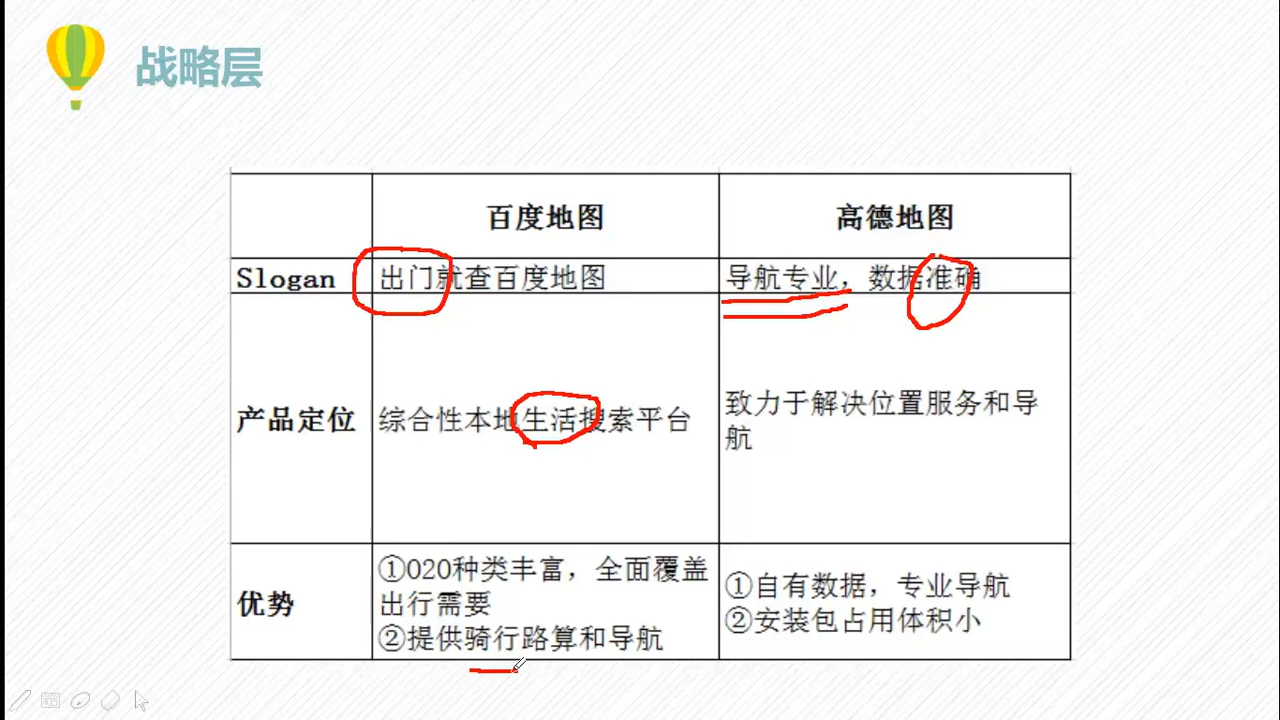 战略层
百度地图 高德地图
Slogan 出门就查百度地图 导航专业，数据准确
产品定位 综合性本地生活搜索平台 致力于解决位置服务和导
航
优势 ①O2O种类丰富，全面覆盖
出行需要
②提供骑行路算和导航
①自有数据，专业导航
②安装包占用体积小